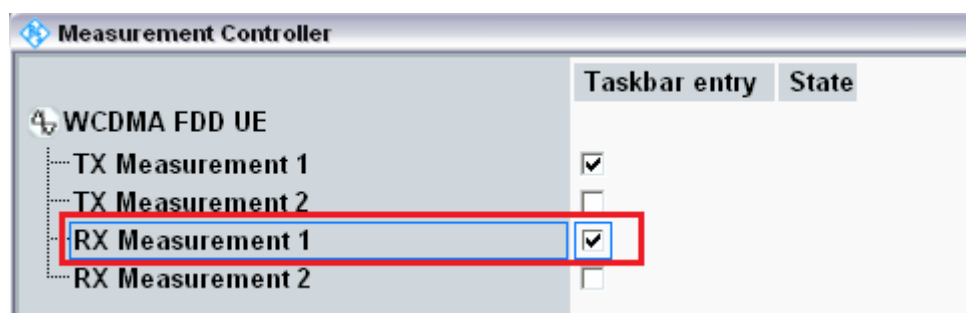 Measurement Controller
Taskbar entry State
WCDMA FDD UE
TX Measurement 1
TX Measurement 2
RX Measurement 1
RX Measurement 2